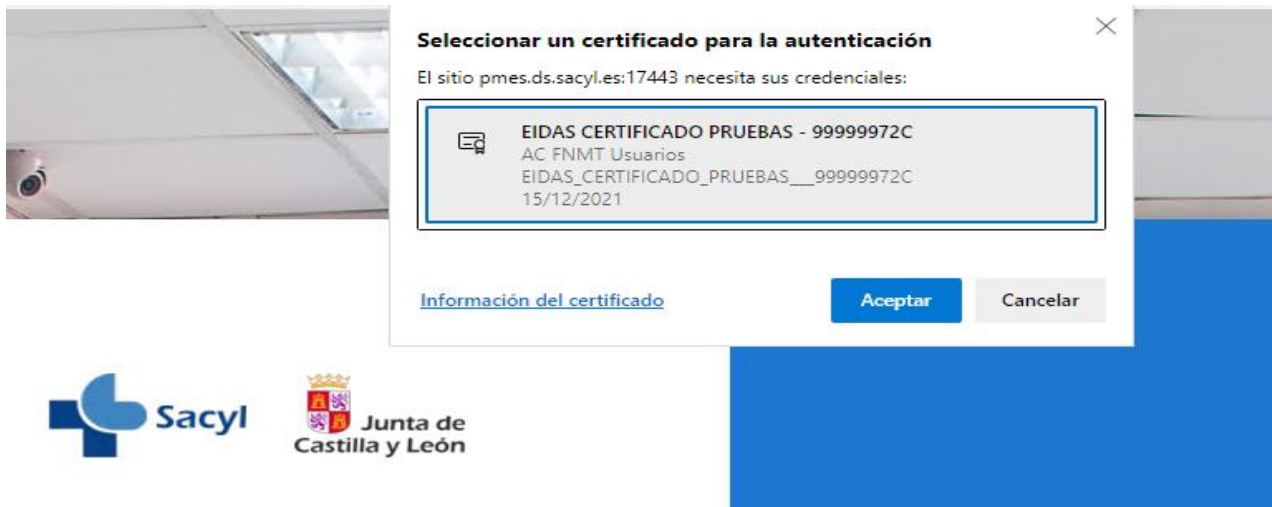 Seleccionar un certificado para la autenticación
El sitio pmes.ds.sacyl.es:17443 necesita sus credenciales:
EIDAS CERTIFICADO PRUEBAS - 99999972C
AC FNMT Usuarios
EIDAS_CERTIFICADO_PRUEBAS___99999972C
15/12/2021
Información del certificado
Aceptar
Cancelar
Sacyl
Junta de
Castilla y León